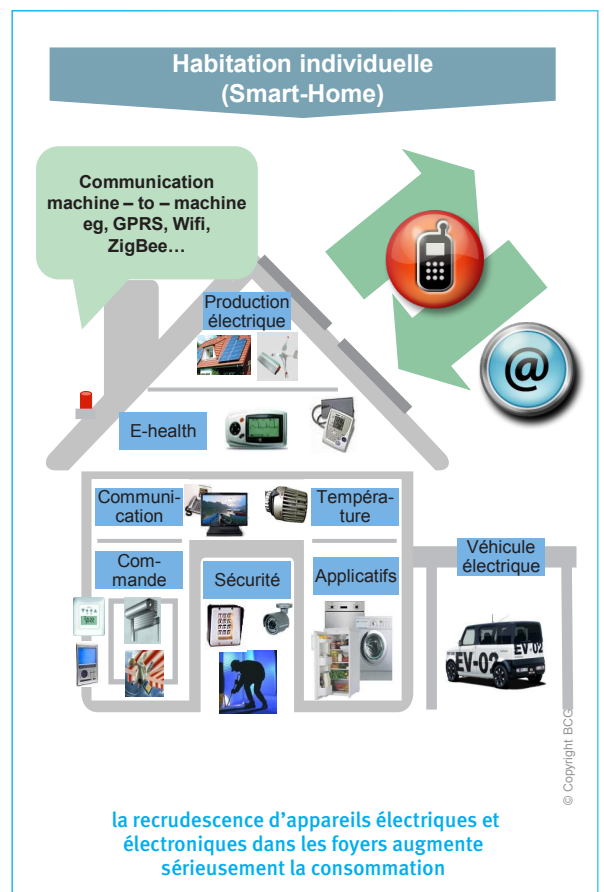 Habitation individuelle
(Smart-Home)
Communication
machine – to – machine
eg, GPRS, Wifi,
ZigBee…
@
Production
électrique
E-health
Communi-
cation
Tempéra-
ture
Com-
mande
Sécurité
Applicatifs
Véhicule
électrique
EV-02
EV-02
© Copyright BCG
la recrudescence d’appareils électriques et
électroniques dans les foyers augmente
sérieusement la consommation